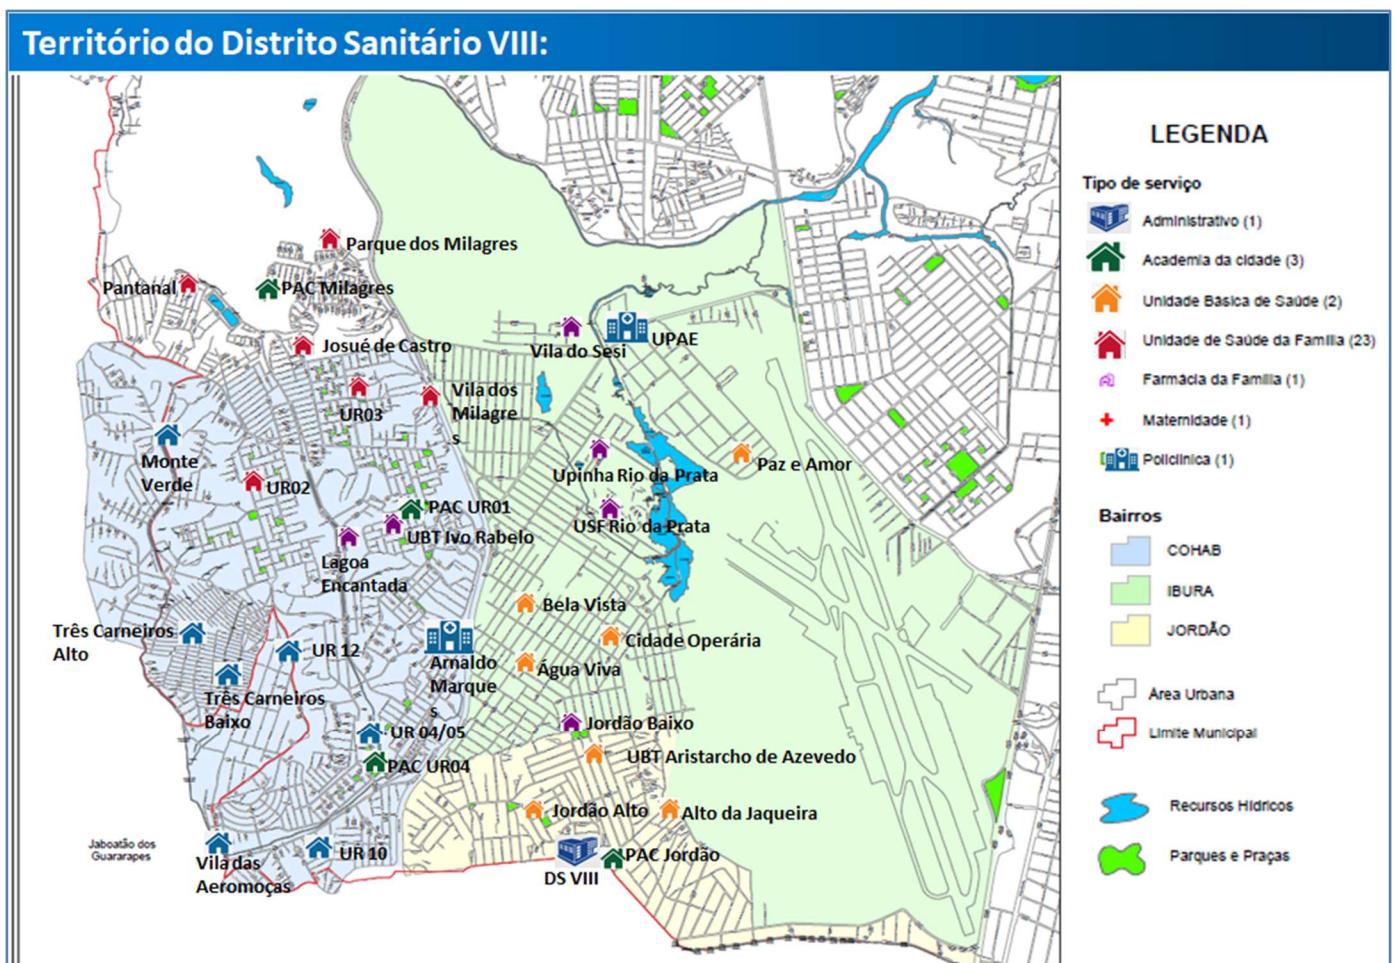 Território do Distrito Sanitário VIII:
Parque dos Milagres
Pantanal
PAC Milagres
Josué de Castro
UR03
Vila dos
Milagre
s
Vila do Sesi
UPAE
Monte
Verde
UR02
Upinha Rio da Prata
Paz e Amor
PAC UR01
UBT Ivo Rabelo
USF Rio da Prata
Lagoa
Encantada
Bela Vista
Três Carneiros
Alto
UR 12
Arnaldo
Marque
s
Cidade Operária
Água Viva
Três Carneiros
Baixo
UR 04/05
Jordão Baixo
PAC UR04
UBT Aristarcho de Azevedo
Jordão Alto
Alto da Jaqueira
Jaboatão dos
Guararapes
Vila das
Aeromoças
UR 10
DS VIII
PAC Jordão
LEGENDA
Tipo de serviço
Administrativo (1)
Academia da cidade (3)
Unidade Básica de Saúde (2)
Unidade de Saúde da Família (23)
Farmácia da Família (1)
Maternidade (1)
Policlínica (1)
Bairros
COHAB
IBURA
JORDÃO
Área Urbana
Limite Municipal
Recursos Hídricos
Parques e Praças